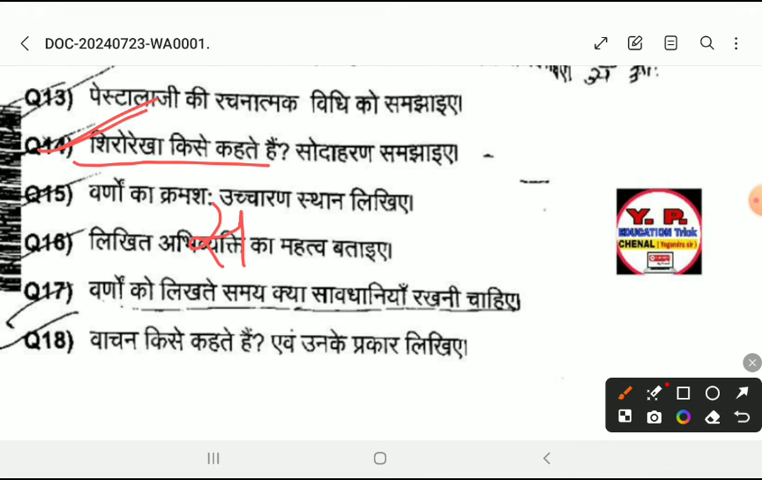 DOC-20240723-WA0001.
Q13) पेस्टालाजी की रचनात्मक विधि को समझाइए।
Q14) शिरोरेखा किसे कहते हैं? सोदाहरण समझाइए।
Q15) वर्णों का क्रमशः उच्चारण स्थान लिखिए।
Q16) लिखित अभिव्यक्ति का महत्व बताइए।
Q17) वर्णों को लिखते समय क्या सावधानियाँ रखनी चाहिए।
Q18) वाचन किसे कहते हैं? एवं उनके प्रकार लिखिए।
Y. P.
EDUCATION Trick
CHENAL (Yogendra sir)